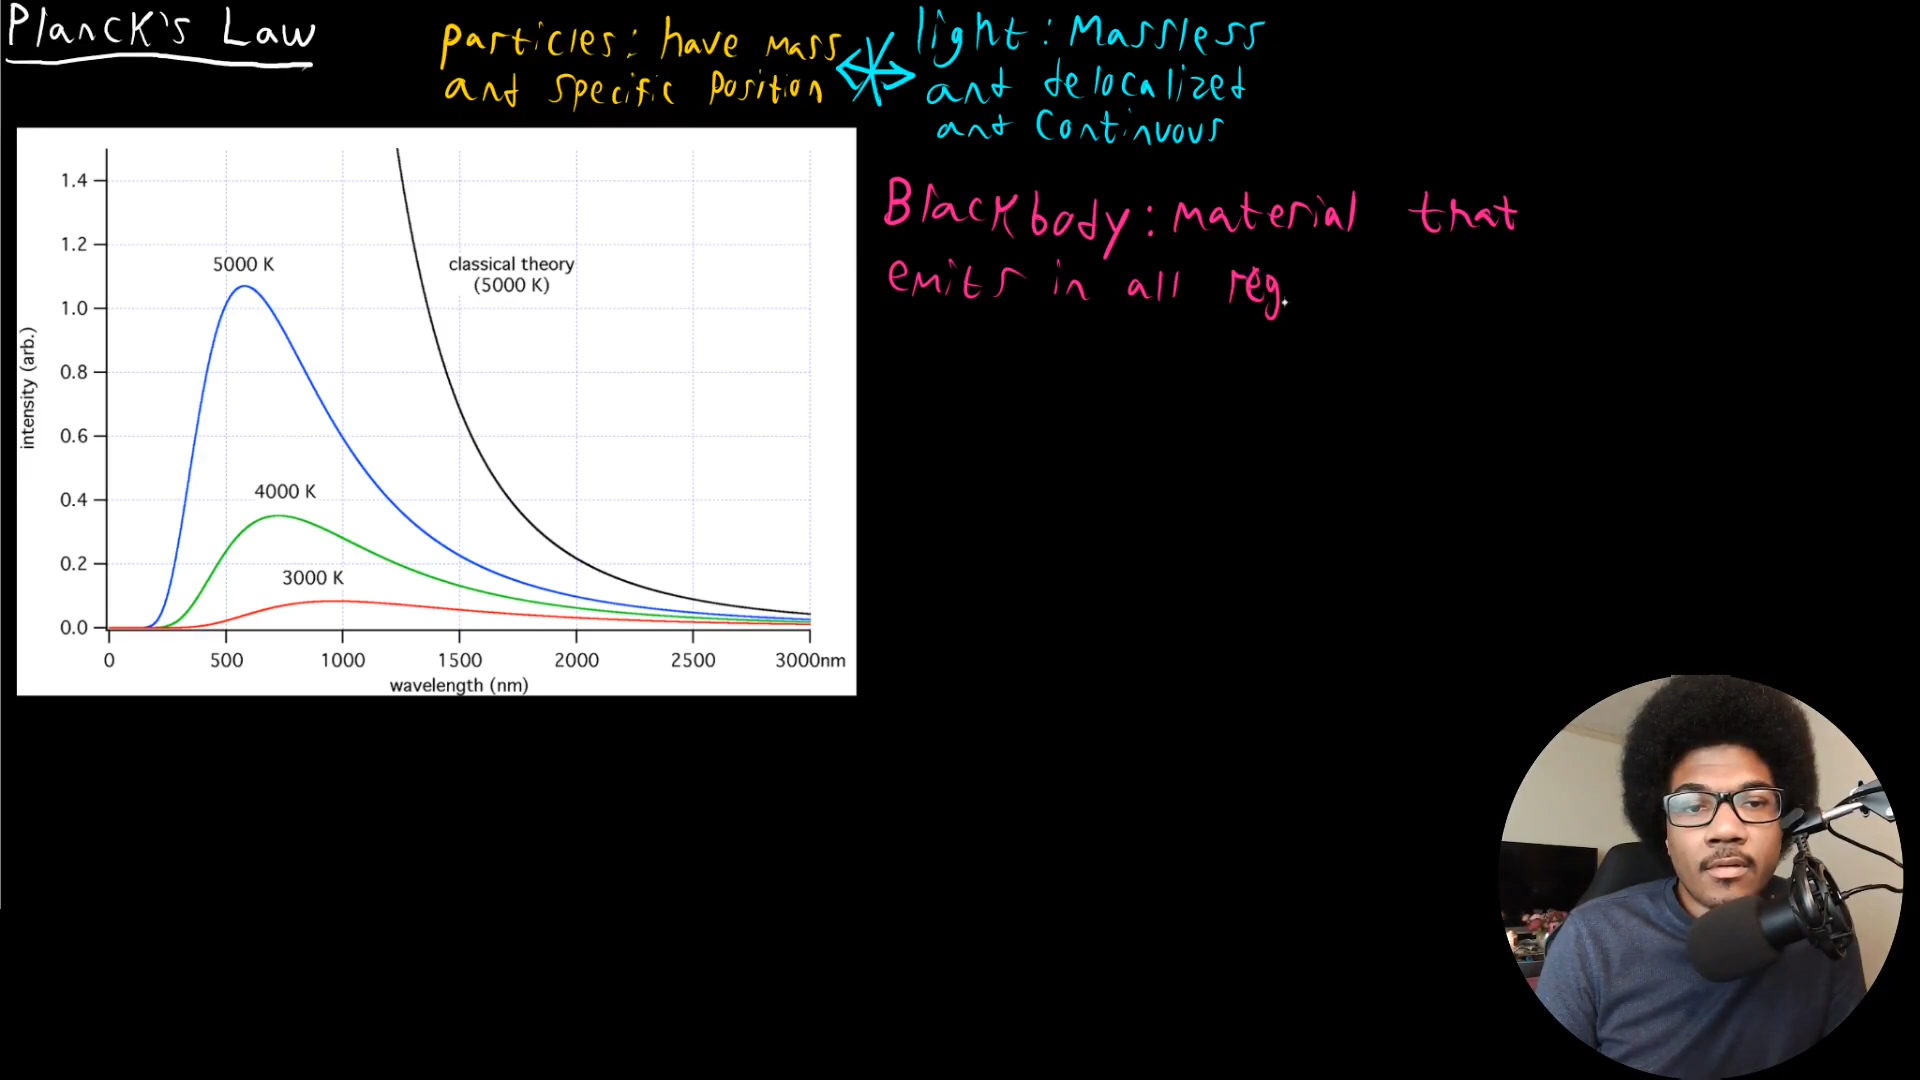 Planck's Law
particles: have mass
and specific position
light: Massless
and delocalized
and continuous
Blackbody: material that
emits in all reg
1.4
1.2
1.0
0.8
0.6
0.4
0.2
0.0
intensity (arb.)
5000 K
classical theory
(5000 K)
4000 K
3000 K
0 500 1000 1500 2000 2500 3000nm
wavelength (nm)